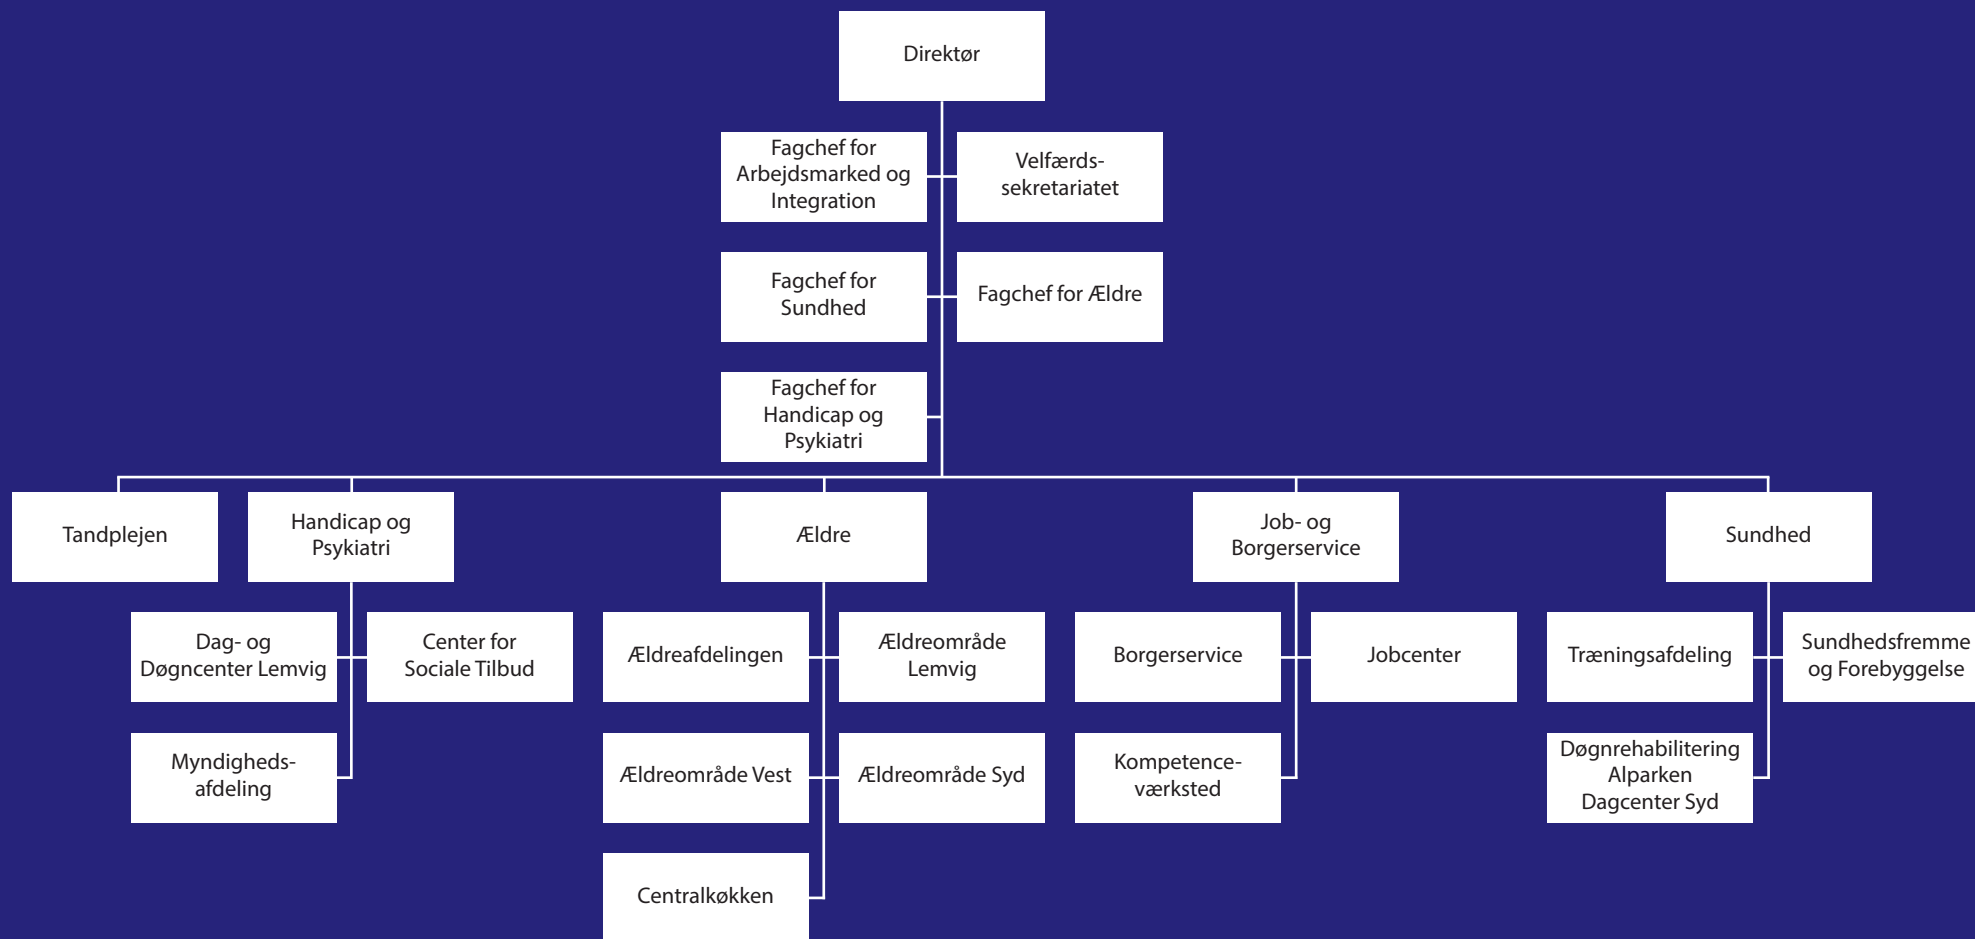 Direktør
Fagchef for
Arbejdsmarked og
Integration
Velfærds-
sekretariatet
Fagchef for
Sundhed
Fagchef for Ældre
Fagchef for
Handicap og
Psykiatri
Tandplejen
Handicap og
Psykiatri
Ældre
Job- og
Borgerservice
Sundhed
Dag- og
Døgncenter Lemvig
Center for
Sociale Tilbud
Ældreafdelingen
Ældreområde
Lemvig
Borgerservice
Jobcenter
Træningsafdeling
Sundhedsfremme
og Forebyggelse
Myndigheds-
afdeling
Ældreområde Vest
Ældreområde Syd
Kompetence-
værksted
Døgnrehabilitering
Alparken
Dagcenter Syd
Centralkøkken